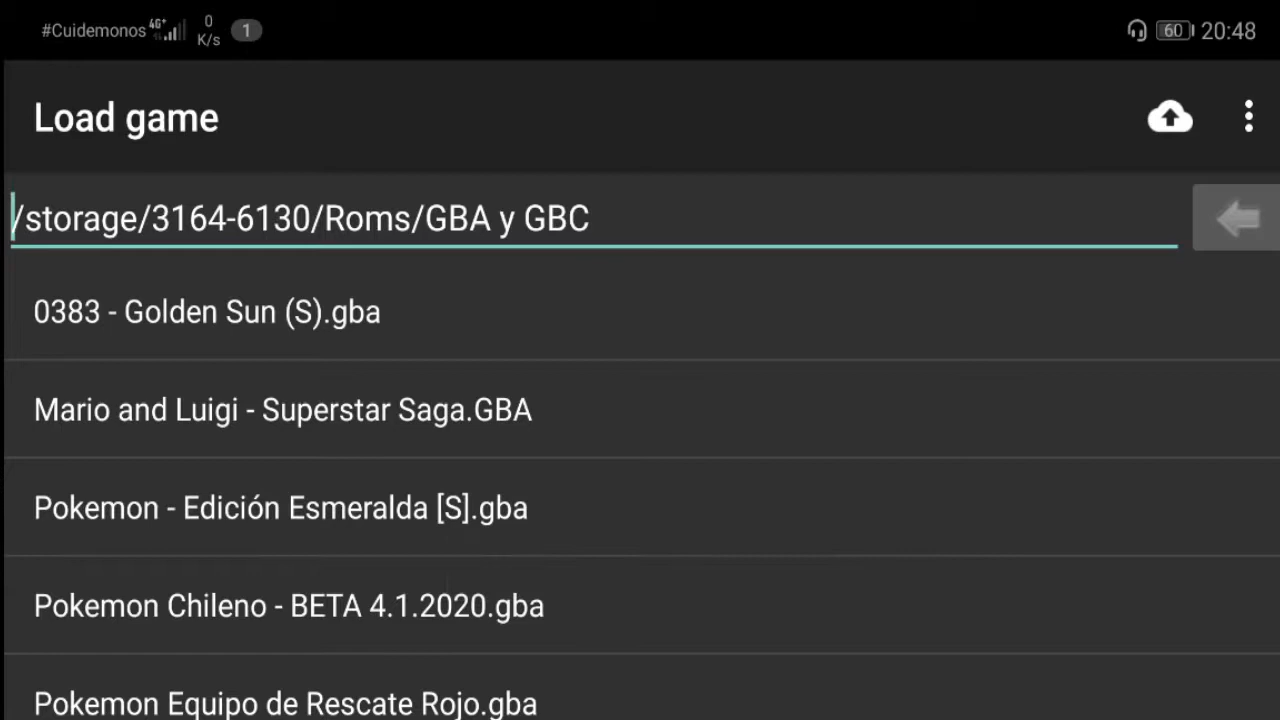 #Cuidemonos 4G+ 0 K/s 1 60 20:48
Load game
/storage/3164-6130/Roms/GBA y GBC
0383 - Golden Sun (S).gba
Mario and Luigi - Superstar Saga.GBA
Pokemon - Edición Esmeralda [S].gba
Pokemon Chileno - BETA 4.1.2020.gba
Pokemon Equipo de Rescate Rojo.gba